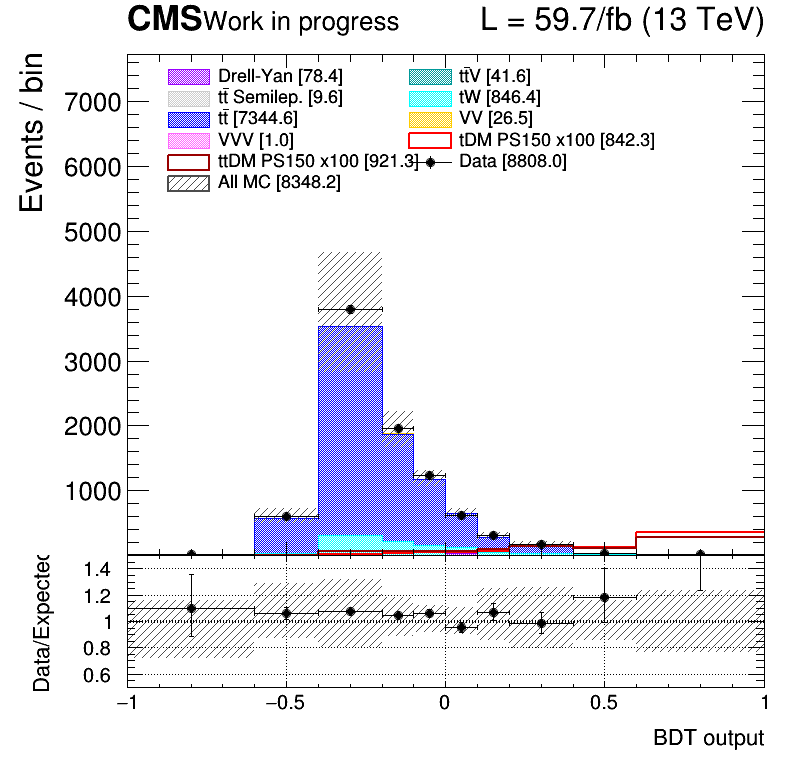 CMS Work in progress L = 59.7/fb (13 TeV)
Events / bin
Drell-Yan [78.4] tt̄V [41.6]
tt̄ Semilep. [9.6] tW [846.4]
tt̄ [7344.6] VV [26.5]
VVV [1.0] tDM PS150 x100 [842.3]
ttDM PS150 x100 [921.3] Data [8808.0]
All MC [8348.2]
7000
6000
5000
4000
3000
2000
1000
Data/Expected
1.4
1.2
1
0.8
0.6
−1 −0.5 0 0.5 1
BDT output